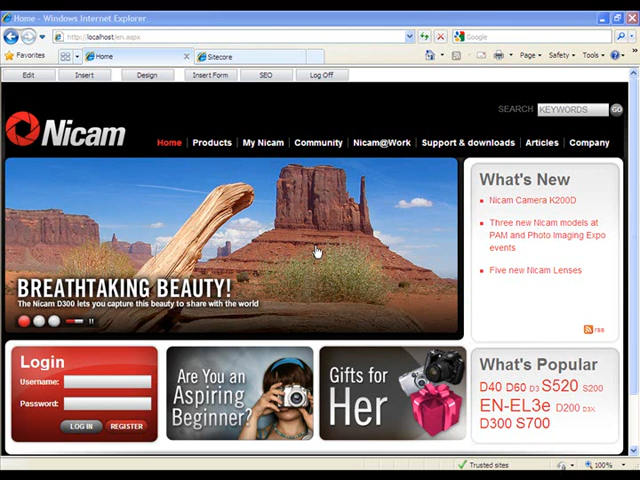 Home - Windows Internet Explorer
http://localhost/en.aspx
Google
Favorites
Home
Sitecore
Page
Safety
Tools
Edit
Insert
Design
Insert Form
SEO
Log Off
SEARCH
KEYWORDS
GO
Nicam
Home
Products
My Nicam
Community
Nicam@Work
Support & downloads
Articles
Company
BREATHTAKING BEAUTY!
The Nicam D300 lets you capture this beauty to share with the world
What's New
Nicam Camera K200D
Three new Nicam models at
PAM and Photo Imaging Expo
events
Five new Nicam Lenses
rss
Login
Username:
Password:
LOG IN
REGISTER
Are You an
Aspiring
Beginner?
Gifts for
Her
What's Popular
D40 D60 D3 S520 S200
EN-EL3e D200 D3X
D300 S700
Trusted sites
100%